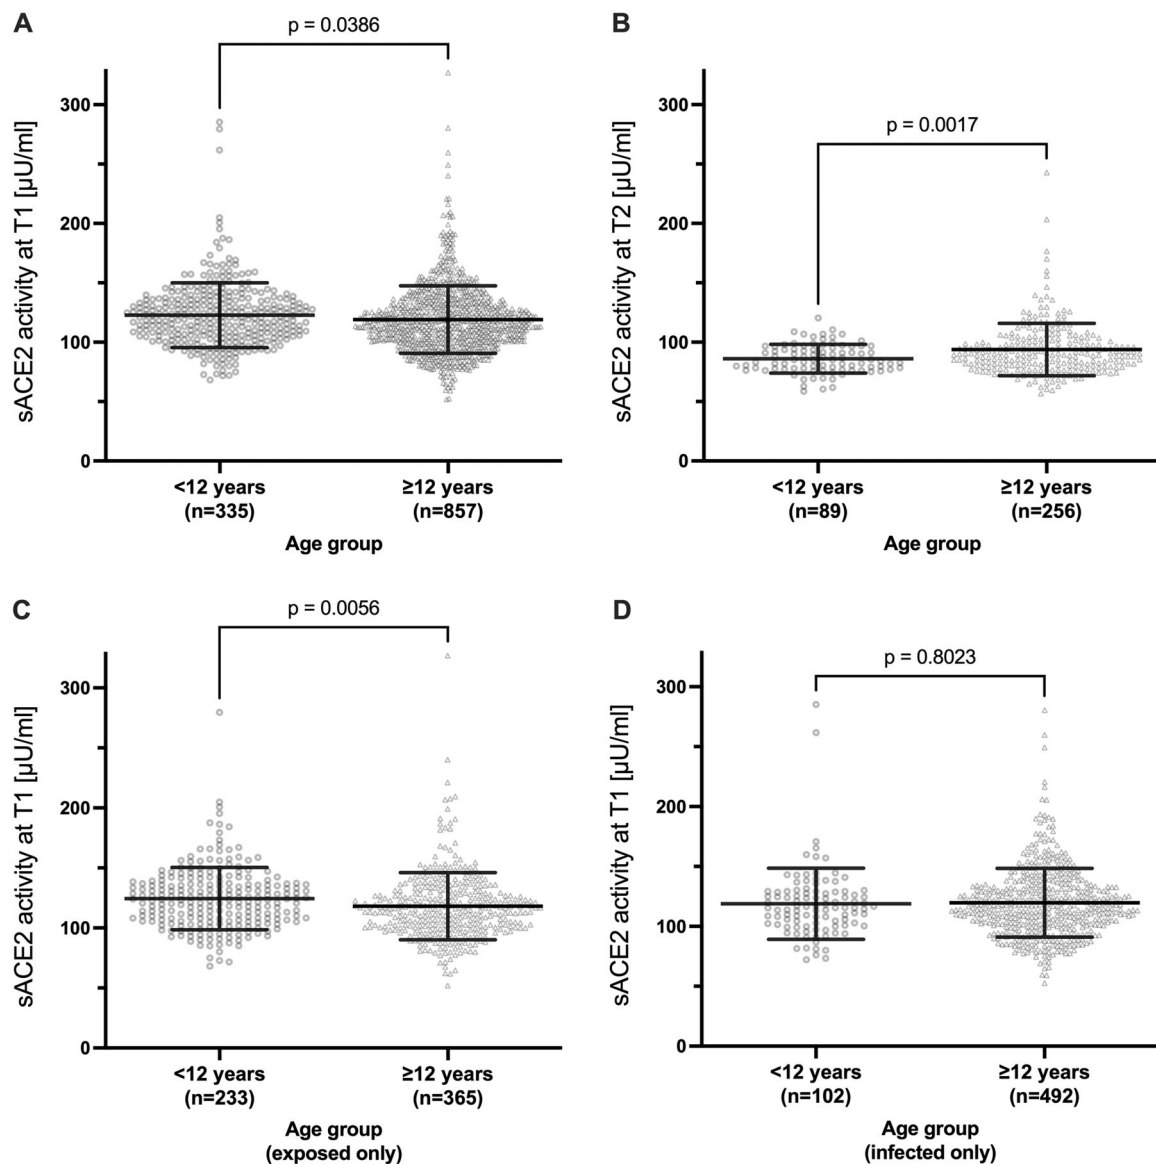 A
p = 0.0386
sACE2 activity at T1 [µU/ml]
300
200
100
0
<12 years
(n=335)
≥12 years
(n=857)
Age group
B
p = 0.0017
sACE2 activity at T2 [µU/ml]
300
200
100
0
<12 years
(n=89)
≥12 years
(n=256)
Age group
C
p = 0.0056
sACE2 activity at T1 [µU/ml]
300
200
100
0
<12 years
(n=233)
≥12 years
(n=365)
Age group
(exposed only)
D
p = 0.8023
sACE2 activity at T1 [µU/ml]
300
200
100
0
<12 years
(n=102)
≥12 years
(n=492)
Age group
(infected only)